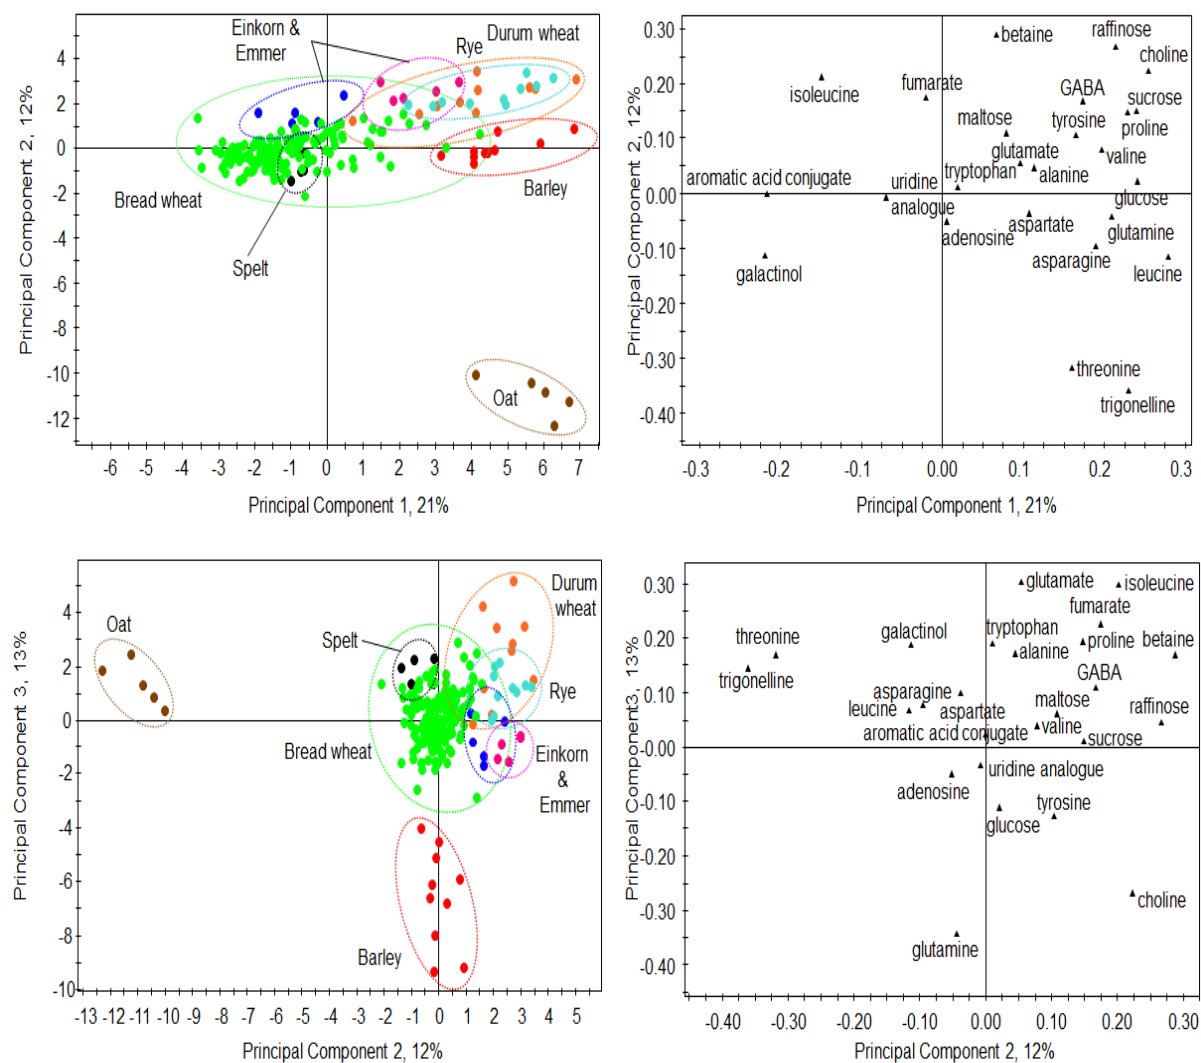 Principal Component 2, 12%
4
2
0
-2
-4
-6
-8
-10
-12
Einkorn &
Emmer
Rye
Durum wheat
Bread wheat
Spelt
Barley
Oat
-6 -5 -4 -3 -2 -1 0 1 2 3 4 5 6 7
Principal Component 1, 21%
Principal Component 2, 12%
0.30
0.20
0.10
0.00
-0.10
-0.20
-0.30
-0.40
betaine
raffinose
choline
isoleucine
fumarate
GABA
sucrose
maltose
tyrosine
proline
glutamate
valine
tryptophan
alanine
aromatic acid conjugate
uridine
analogue
glucose
adenosine
aspartate
glutamine
asparagine
leucine
galactinol
threonine
trigonelline
-0.3 -0.2 -0.1 0.00 0.1 0.2 0.3
Principal Component 1, 21%
Principal Component 3, 13%
4
2
0
-2
-4
-6
-8
-10
Oat
Spelt
Durum
wheat
Rye
Bread wheat
Einkorn
&
Emmer
Barley
-13 -12 -11 -10 -9 -8 -7 -6 -5 -4 -3 -2 -1 0 1 2 3 4 5
Principal Component 2, 12%
Principal Component3, 13%
0.30
0.20
0.10
-0.00
-0.10
-0.20
-0.30
-0.40
glutamate
isoleucine
fumarate
threonine
galactinol
tryptophan
proline
betaine
alanine
trigonelline
GABA
asparagine
maltose
raffinose
leucine
aspartate
valine
aromatic acid conjugate
sucrose
uridine analogue
adenosine
tyrosine
glucose
choline
glutamine
-0.40 -0.30 -0.20 -0.10 0.00 0.10 0.20 0.30
Principal Component 2, 12%